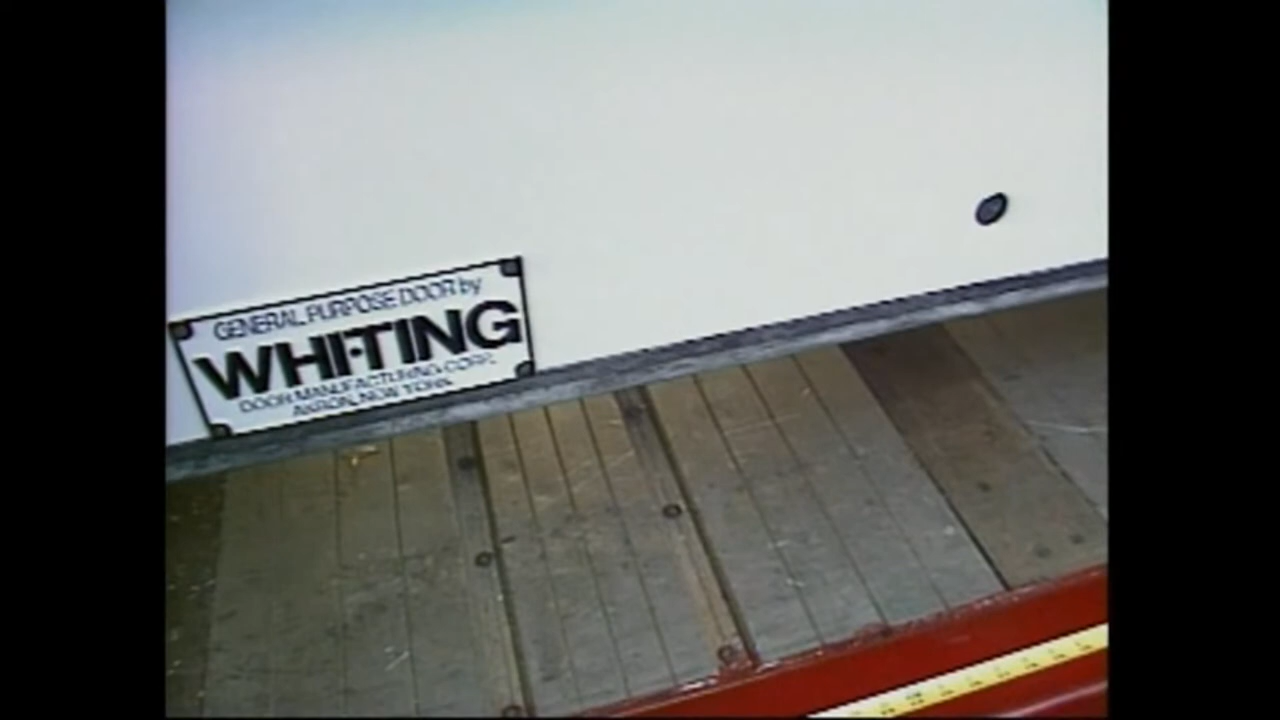 GENERAL PURPOSE DOOR by
WHITING
DOOR MANUFACTURING CORP.
AKRON, NEW YORK